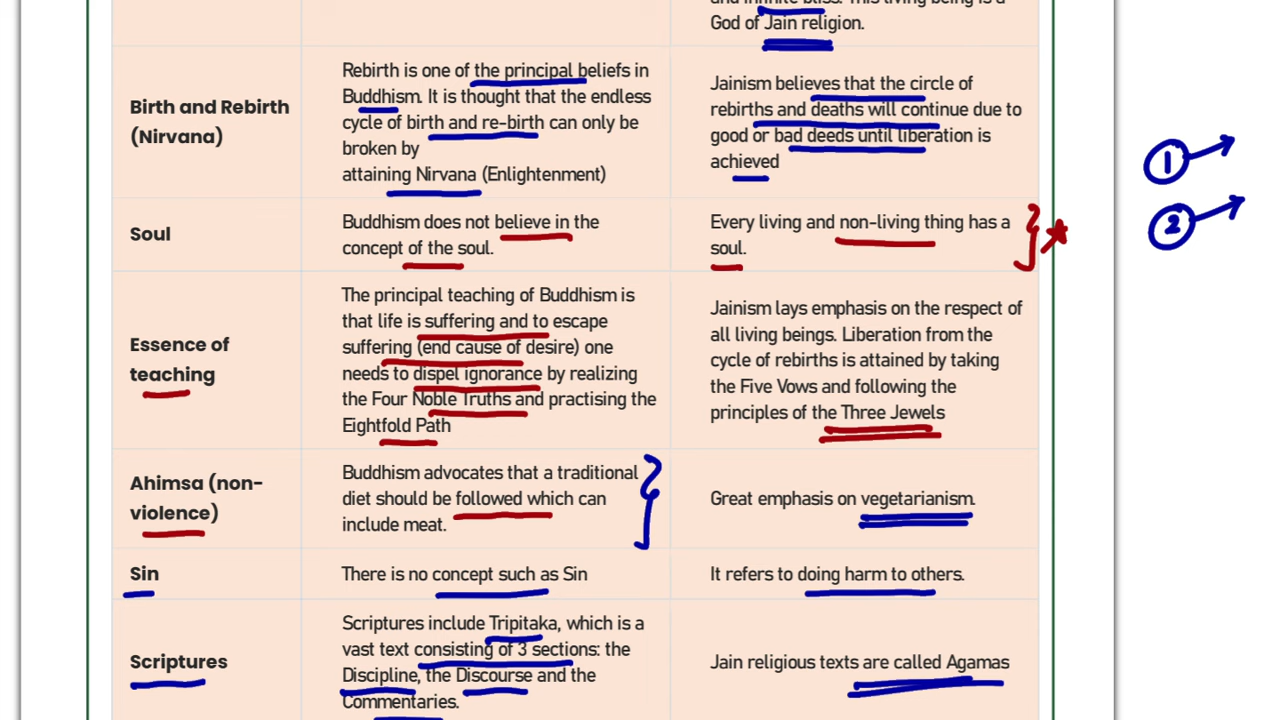 and infinite bliss. This living being is a
God of Jain religion.
Birth and Rebirth
(Nirvana)
Rebirth is one of the principal beliefs in
Buddhism. It is thought that the endless
cycle of birth and re-birth can only be
broken by
attaining Nirvana (Enlightenment)
Jainism believes that the circle of
rebirths and deaths will continue due to
good or bad deeds until liberation is
achieved
1
2
Soul
Buddhism does not believe in the
concept of the soul.
Every living and non-living thing has a
soul.
Essence of
teaching
The principal teaching of Buddhism is
that life is suffering and to escape
suffering (end cause of desire) one
needs to dispel ignorance by realizing
the Four Noble Truths and practising the
Eightfold Path
Jainism lays emphasis on the respect of
all living beings. Liberation from the
cycle of rebirths is attained by taking
the Five Vows and following the
principles of the Three Jewels
Ahimsa (non-
violence)
Buddhism advocates that a traditional
diet should be followed which can
include meat.
Great emphasis on vegetarianism.
Sin
There is no concept such as Sin
It refers to doing harm to others.
Scriptures
Scriptures include Tripitaka, which is a
vast text consisting of 3 sections: the
Discipline, the Discourse and the
Commentaries.
Jain religious texts are called Agamas